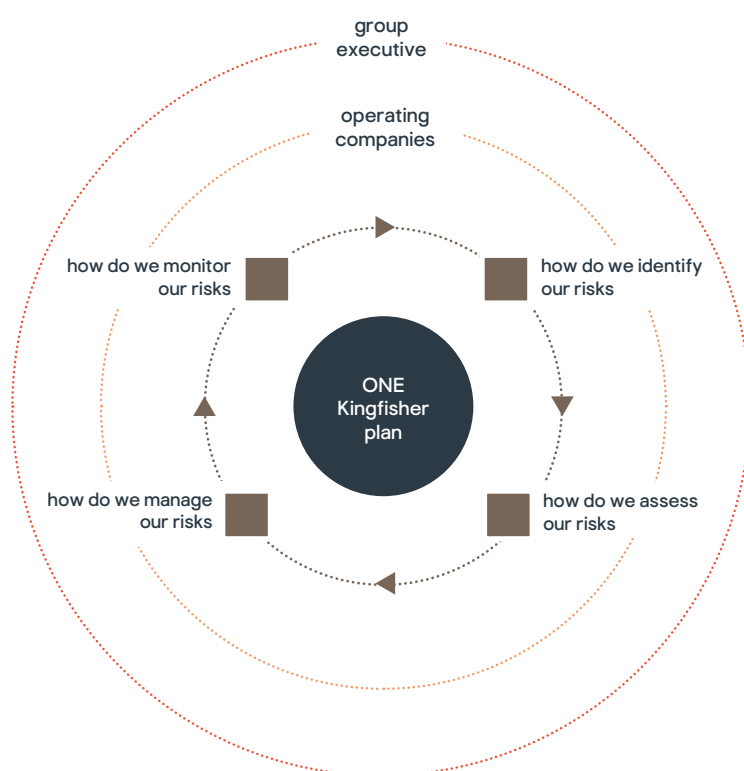 group
executive
operating
companies
how do we monitor
our risks
how do we identify
our risks
ONE
Kingfisher
plan
how do we manage
our risks
how do we assess
our risks